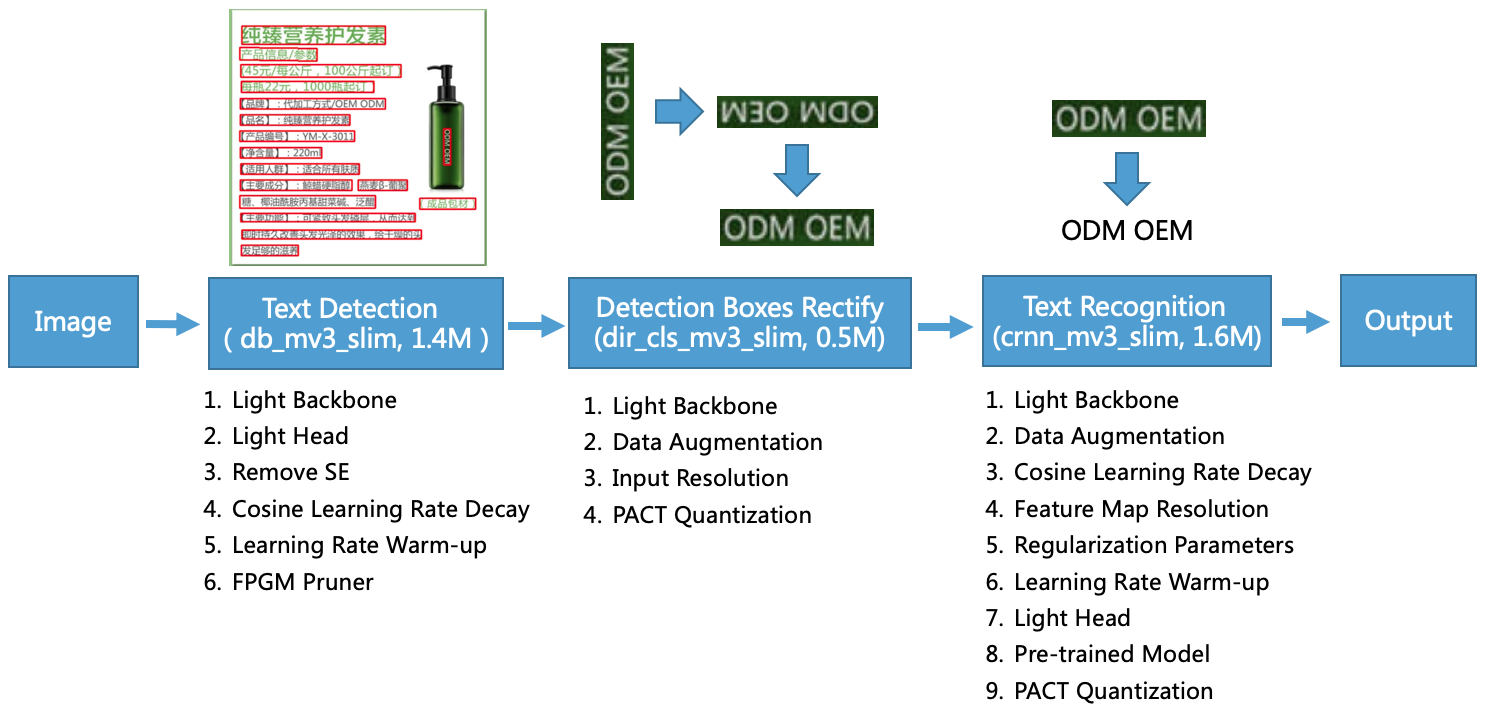 纯臻营养护发素
产品信息/参数
(45元/每公斤，100公斤起订)
每瓶22元，1000瓶起订)
【品牌】：代加工方式/OEM ODM
【品名】：纯臻营养护发素
【产品编号】：YM-X-3011
【净含量】：220ml
【适用人群】：适合所有肤质
【主要成分】：鲸蜡硬脂醇 燕麦β-葡聚
糖、椰油酰胺丙基甜菜碱、泛醌
(成品包材)
【主要功能】：可紧致头发磷层，从而达到
即时持久改善头发光泽的效果，给干燥的头
发足够的滋养
ODM OEM
ODM OEM
ODM OEM
ODM OEM
ODM OEM
ODM OEM
Image
Text Detection
( db_mv3_slim, 1.4M )
Detection Boxes Rectify
(dir_cls_mv3_slim, 0.5M)
Text Recognition
(crnn_mv3_slim, 1.6M)
Output
1. Light Backbone
2. Light Head
3. Remove SE
4. Cosine Learning Rate Decay
5. Learning Rate Warm-up
6. FPGM Pruner
1. Light Backbone
2. Data Augmentation
3. Input Resolution
4. PACT Quantization
1. Light Backbone
2. Data Augmentation
3. Cosine Learning Rate Decay
4. Feature Map Resolution
5. Regularization Parameters
6. Learning Rate Warm-up
7. Light Head
8. Pre-trained Model
9. PACT Quantization